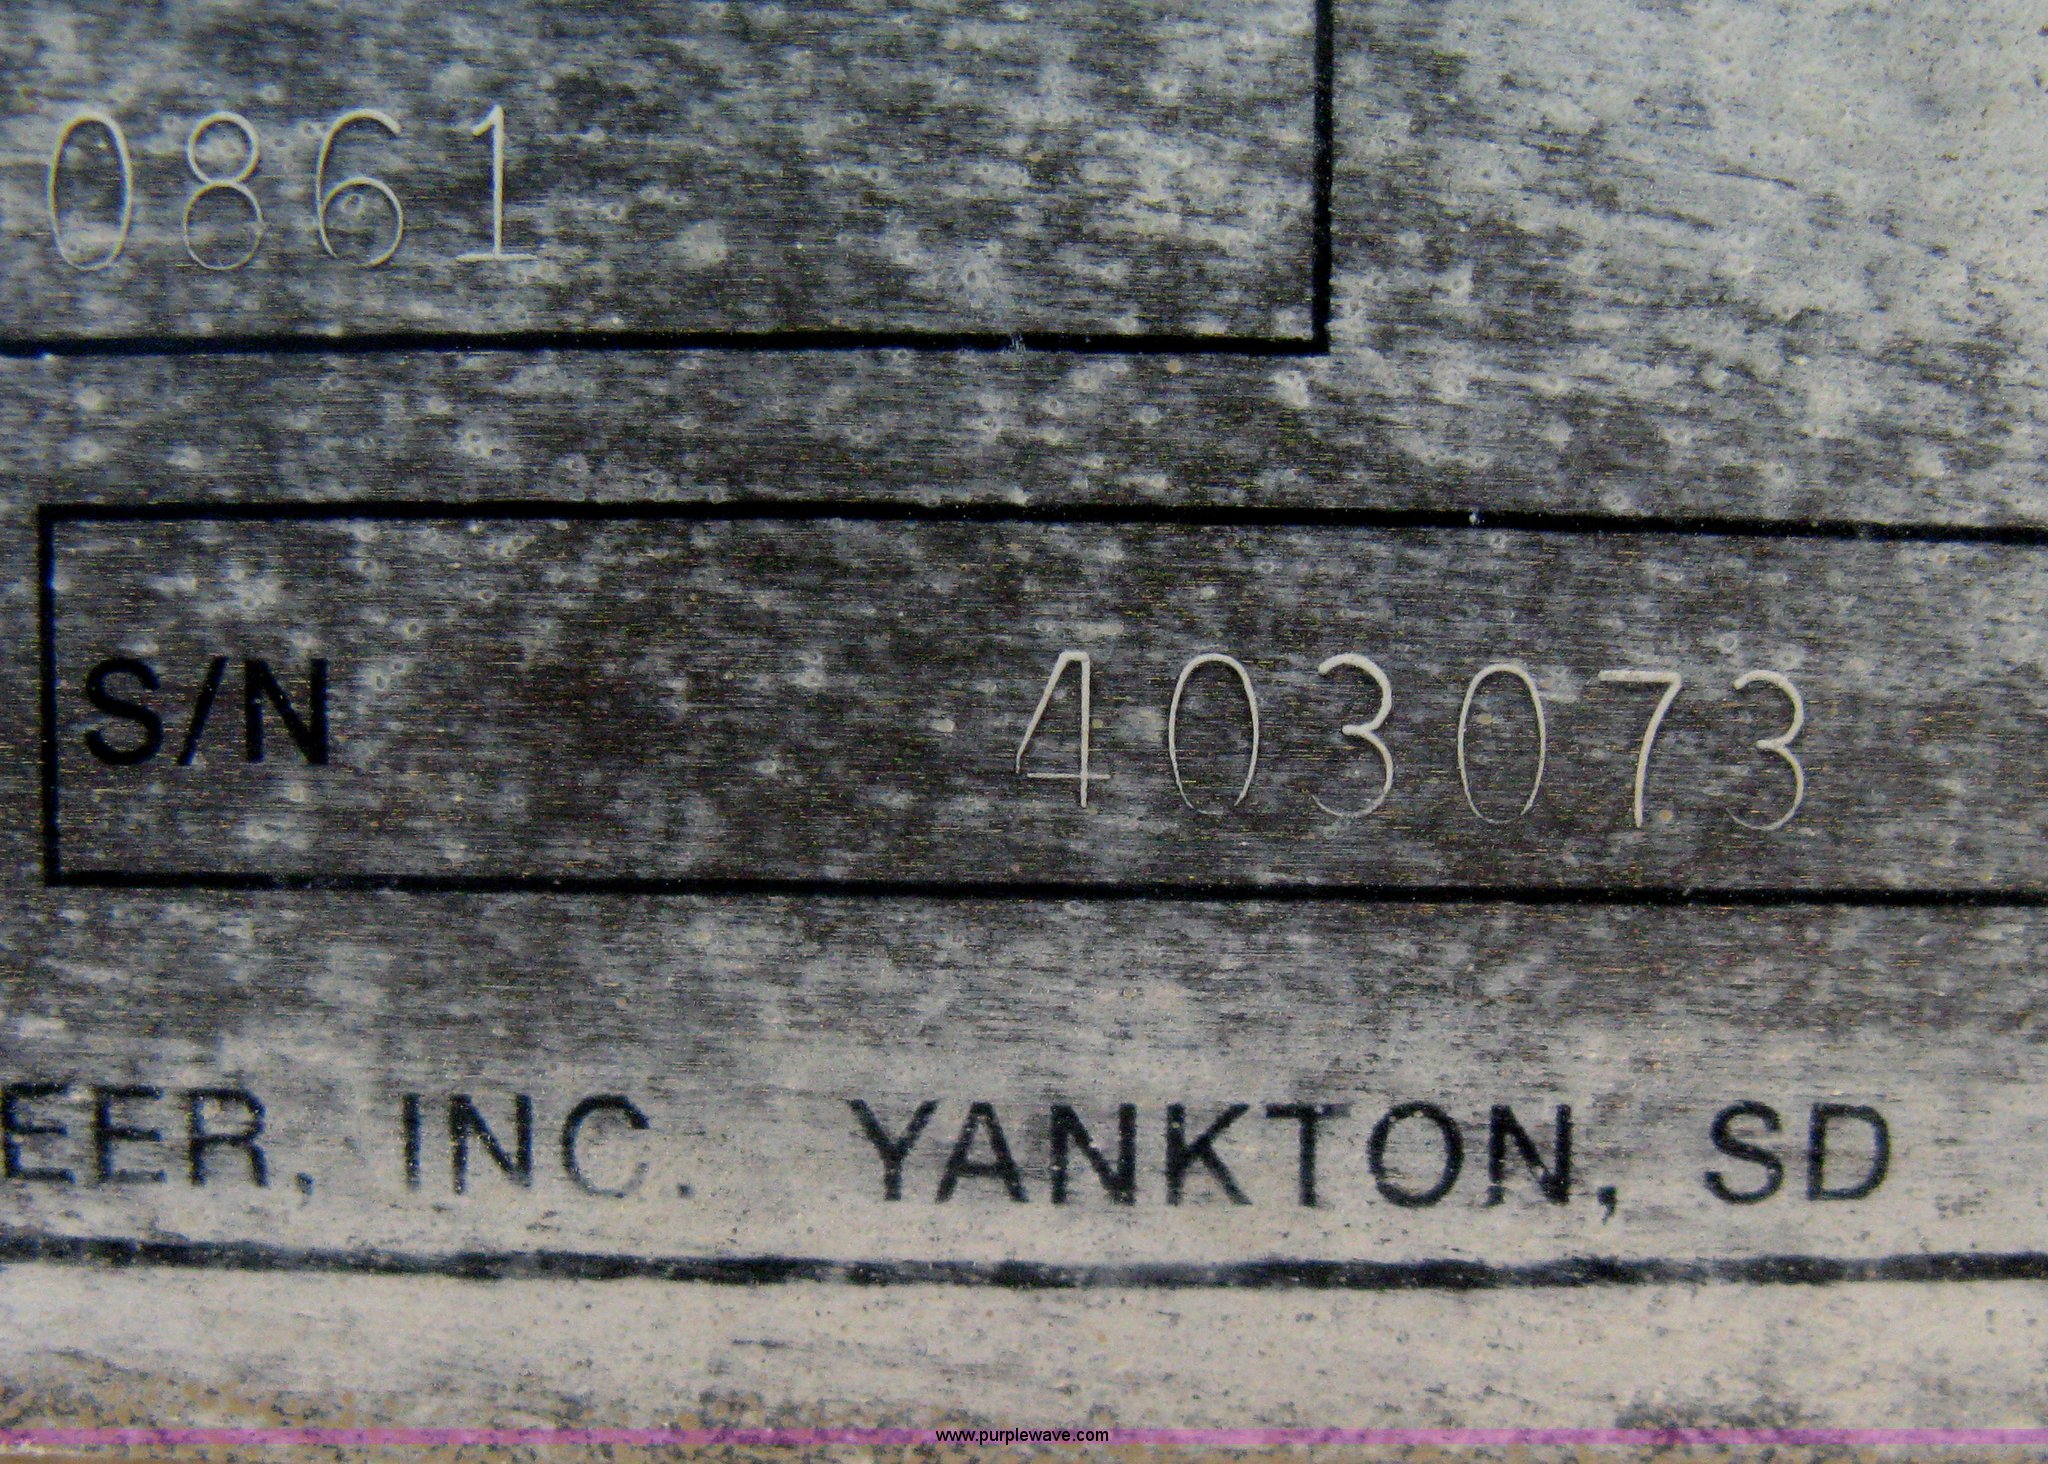 0861
S/N 403073
EER, INC. YANKTON, SD
www.purplewave.com